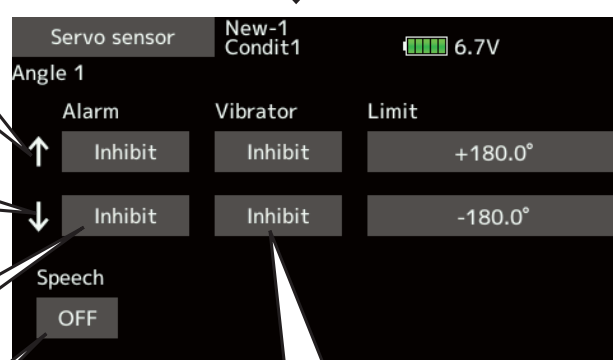 Servo sensor
New-1
Condit1
6.7V
Angle 1
Alarm Vibrator Limit
↑ Inhibit Inhibit +180.0°
↓ Inhibit Inhibit -180.0°
Speech
OFF